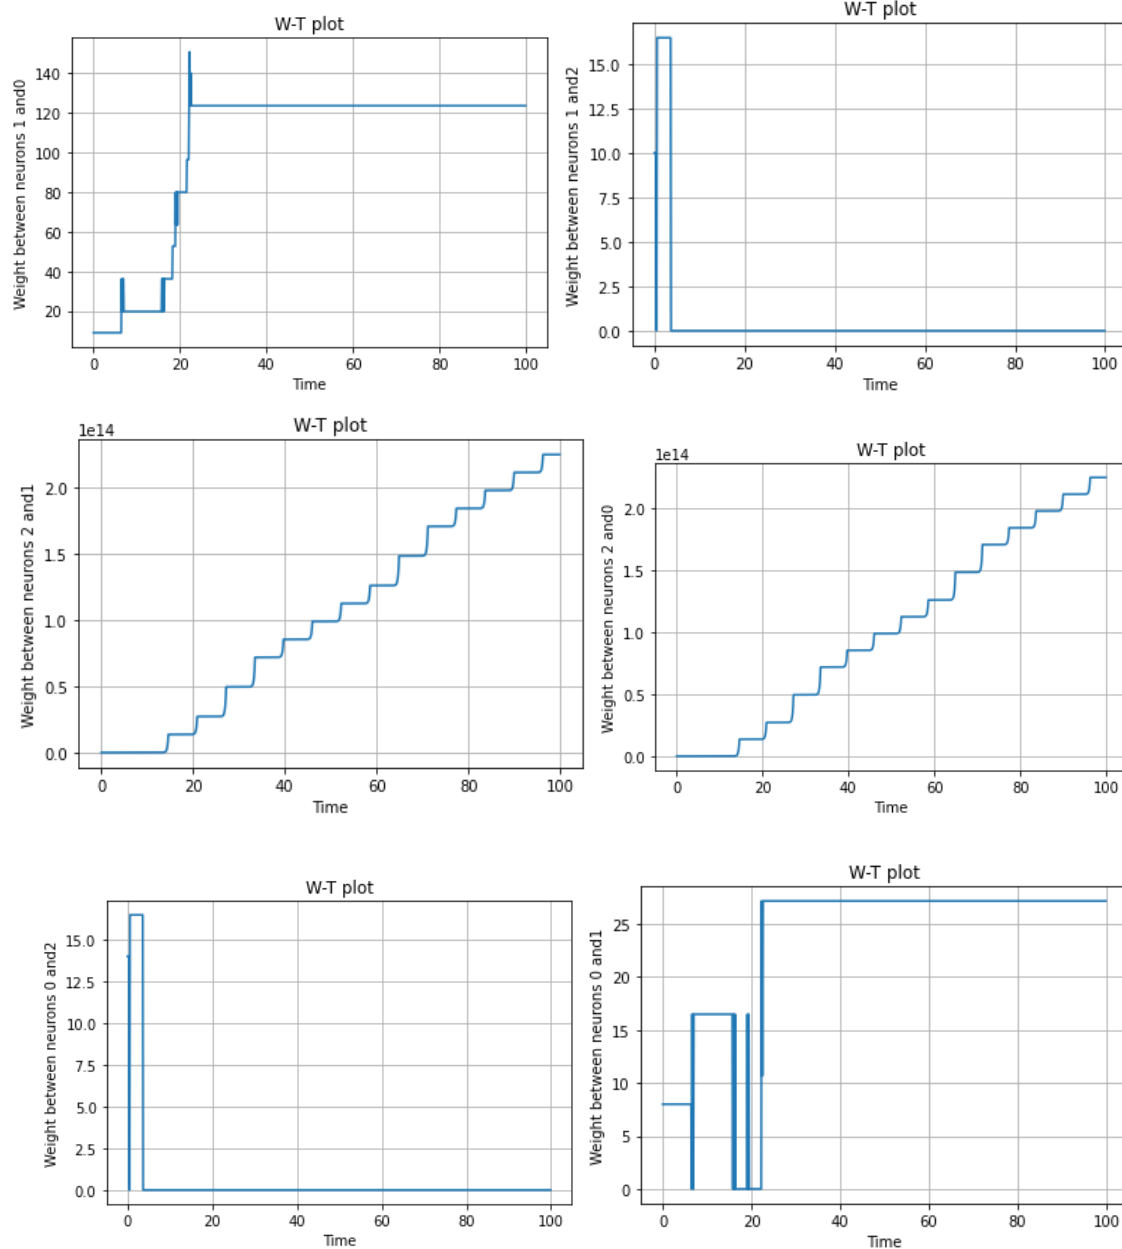 W-T plot
Weight between neurons 1 and0
140
120
100
80
60
40
20
0 20 40 60 80 100
Time
W-T plot
Weight between neurons 1 and2
15.0
12.5
10.0
7.5
5.0
2.5
0.0
0 20 40 60 80 100
Time
W-T plot
1e14
Weight between neurons 2 and1
2.0
1.5
1.0
0.5
0.0
0 20 40 60 80 100
Time
W-T plot
1e14
Weight between neurons 2 and0
2.0
1.5
1.0
0.5
0.0
0 20 40 60 80 100
Time
W-T plot
Weight between neurons 0 and2
15.0
12.5
10.0
7.5
5.0
2.5
0.0
0 20 40 60 80 100
Time
W-T plot
Weight between neurons 0 and1
25
20
15
10
5
0
0 20 40 60 80 100
Time